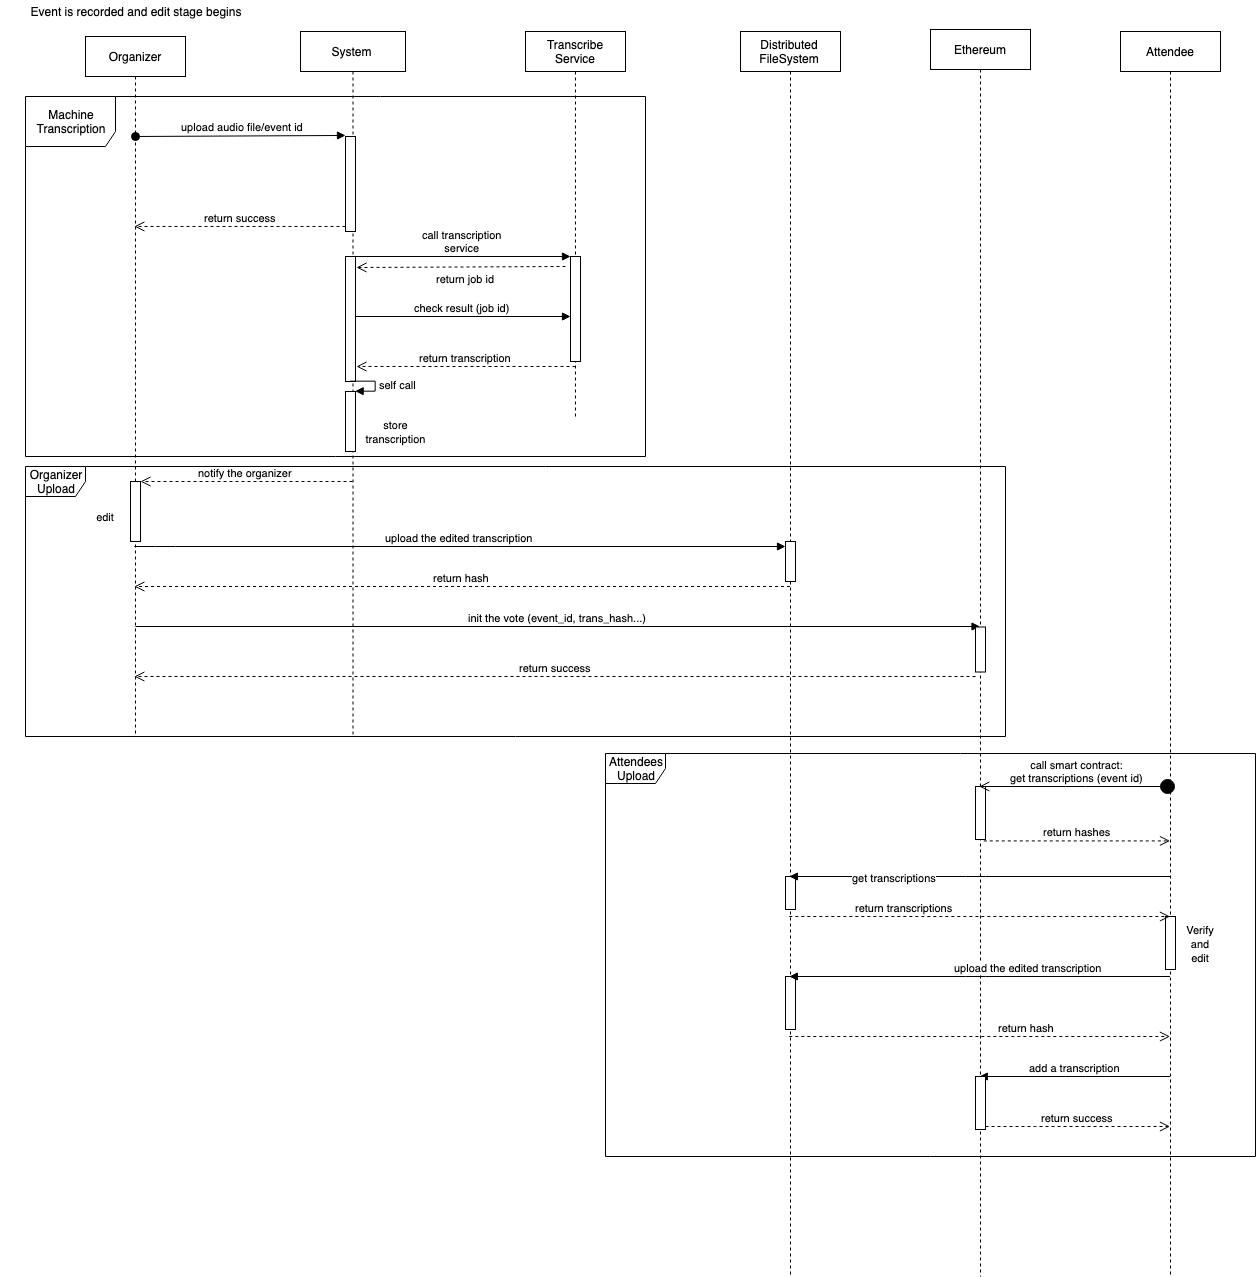 Event is recorded and edit stage begins
Organizer
System
Transcribe
Service
Distributed
FileSystem
Ethereum
Attendee
Machine
Transcription
upload audio file/event id
return success
call transcription
service
return job id
check result (job id)
return transcription
self call
store
transcription
Organizer
Upload
notify the organizer
edit
upload the edited transcription
return hash
init the vote (event_id, trans_hash...)
return success
Attendees
Upload
call smart contract:
get transcriptions (event id)
return hashes
get transcriptions
return transcriptions
Verify
and
edit
upload the edited transcription
return hash
add a transcription
return success